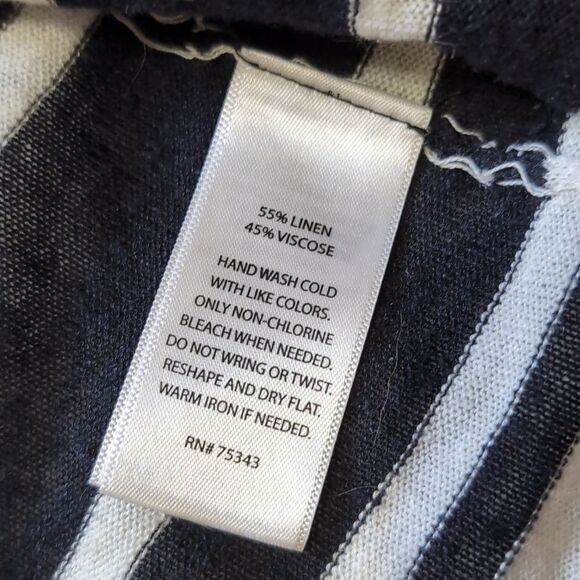 55% LINEN
45% VISCOSE
HAND WASH COLD
WITH LIKE COLORS.
ONLY NON-CHLORINE
BLEACH WHEN NEEDED.
DO NOT WRING OR TWIST.
RESHAPE AND DRY FLAT.
WARM IRON IF NEEDED.
RN# 75343